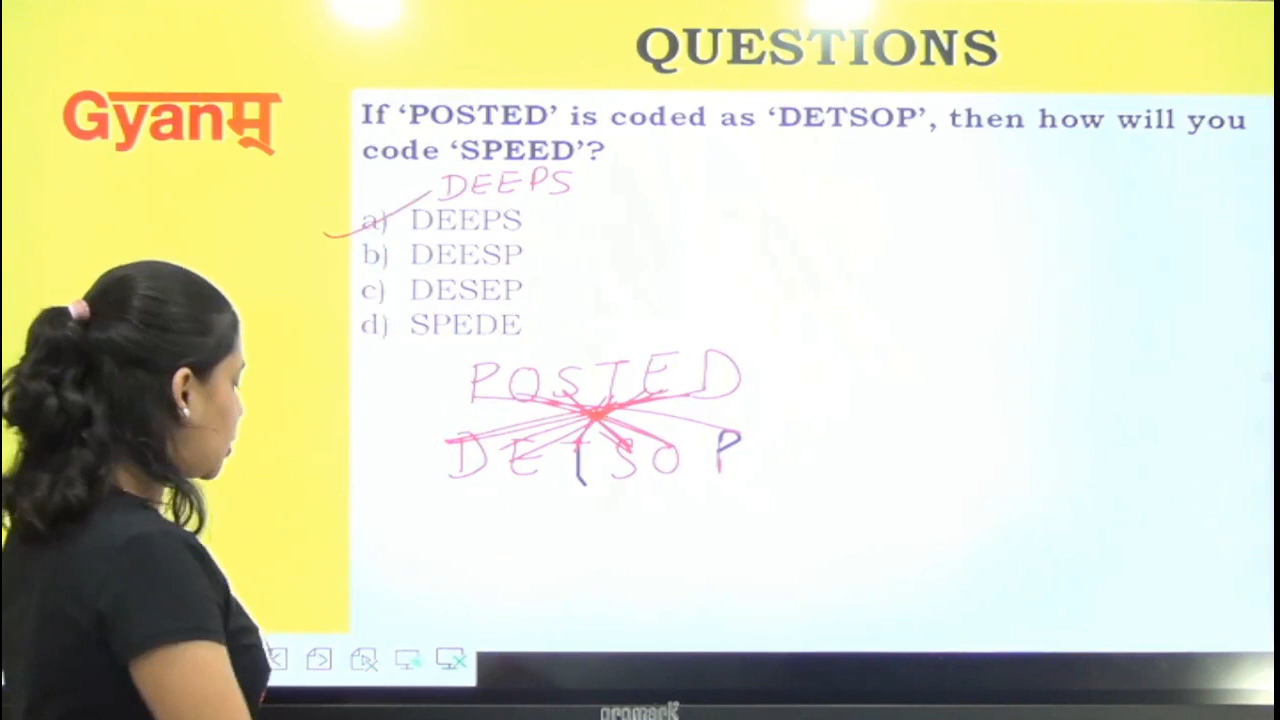 QUESTIONS
Gyanम्
If ‘POSTED’ is coded as ‘DETSOP’, then how will you
code ‘SPEED’?
DEEPS
a) DEEPS
b) DEESP
c) DESEP
d) SPEDE
POSTED
DETSOP
promark